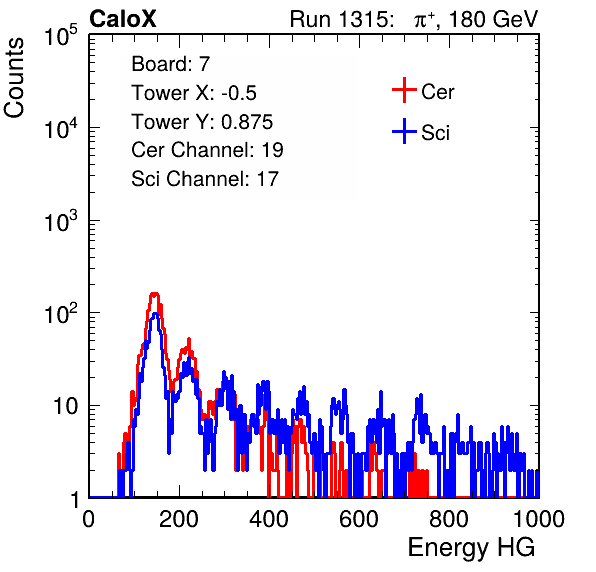 CaloX Run 1315: π⁺, 180 GeV
Counts
10⁵
10⁴
10³
10²
10
1
Board: 7
Tower X: -0.5
Tower Y: 0.875
Cer Channel: 19
Sci Channel: 17
Cer
Sci
0 200 400 600 800 1000
Energy HG